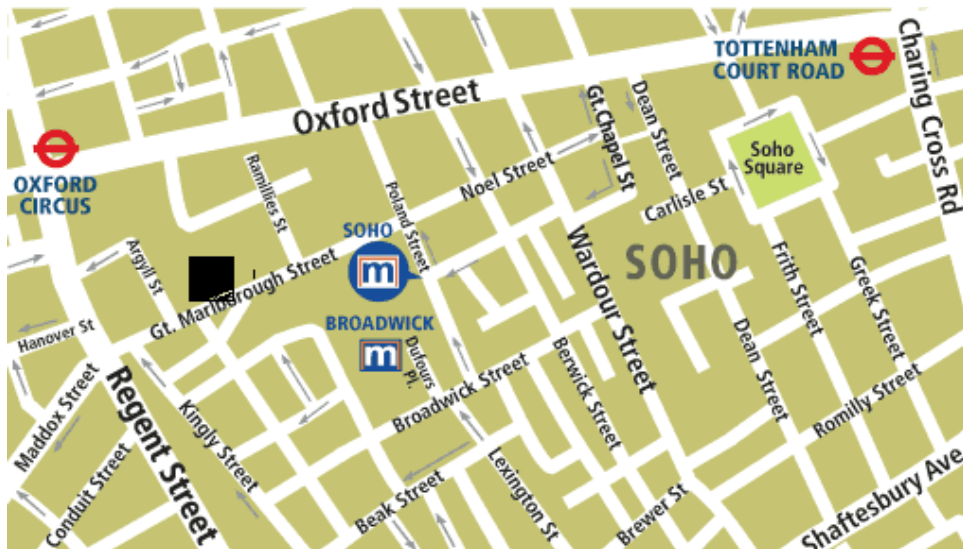 TOTTENHAM
COURT ROAD
Charing Cross Rd
Oxford Street
Gt.Chapel St
Dean Street
Soho
Square
OXFORD
CIRCUS
Ramillies St
Noel Street
Poland Street
Carlisle St
SOHO
m
Argyll St
Gt. Marlborough Street
Wardour Street
SOHO
Frith Street
Greek Street
Hanover St
BROADWICK
m
Dufours
Pl.
Broadwick Street
Berwick Street
Dean Street
Romilly Street
Maddox Street
Regent Street
Kingly Street
Conduit Street
Beak Street
Lexington St
Brewer St
Shaftesbury Ave